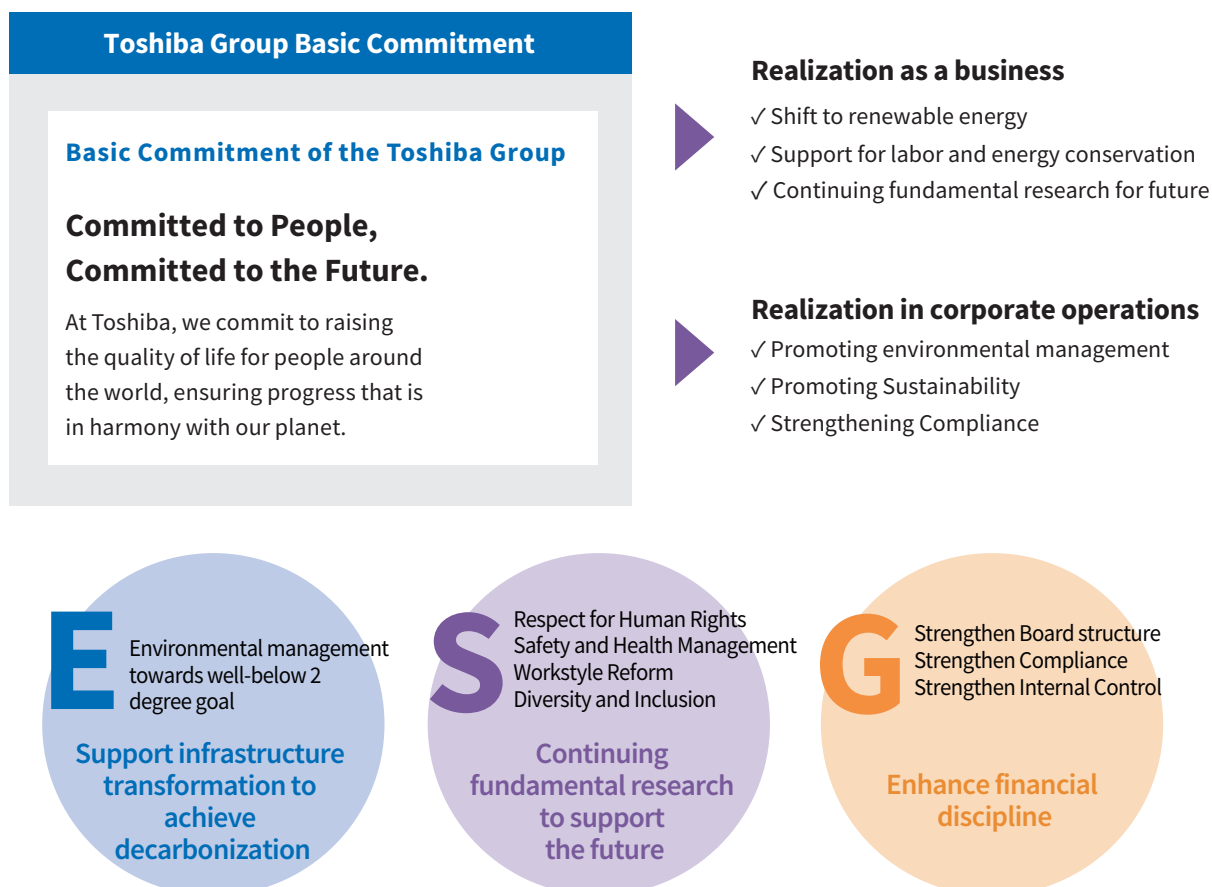 Toshiba Group Basic Commitment
Basic Commitment of the Toshiba Group
Committed to People,
Committed to the Future.
At Toshiba, we commit to raising
the quality of life for people around
the world, ensuring progress that is
in harmony with our planet.
Realization as a business
✓ Shift to renewable energy
✓ Support for labor and energy conservation
✓ Continuing fundamental research for future
Realization in corporate operations
✓ Promoting environmental management
✓ Promoting Sustainability
✓ Strengthening Compliance
E
Environmental management
towards well-below 2
degree goal
Support infrastructure
transformation to
achieve
decarbonization
S
Respect for Human Rights
Safety and Health Management
Workstyle Reform
Diversity and Inclusion
Continuing
fundamental research
to support
the future
G
Strengthen Board structure
Strengthen Compliance
Strengthen Internal Control
Enhance financial
discipline